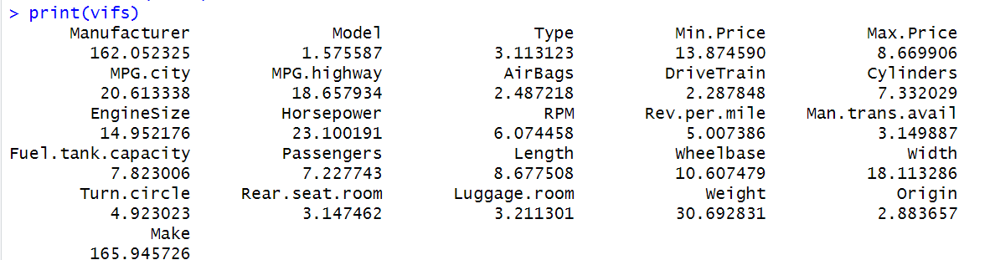 > print(vifs)
Manufacturer Model Type Min.Price Max.Price
162.052325 1.575587 3.113123 13.874590 8.669906
MPG.city MPG.highway AirBags DriveTrain Cylinders
20.613338 18.657934 2.487218 2.287848 7.332029
EngineSize Horsepower RPM Rev.per.mile Man.trans.avail
14.952176 23.100191 6.074458 5.007386 3.149887
Fuel.tank.capacity Passengers Length Wheelbase Width
7.823006 7.227743 8.677508 10.607479 18.113286
Turn.circle Rear.seat.room Luggage.room Weight Origin
4.923023 3.147462 3.211301 30.692831 2.883657
Make
165.945726